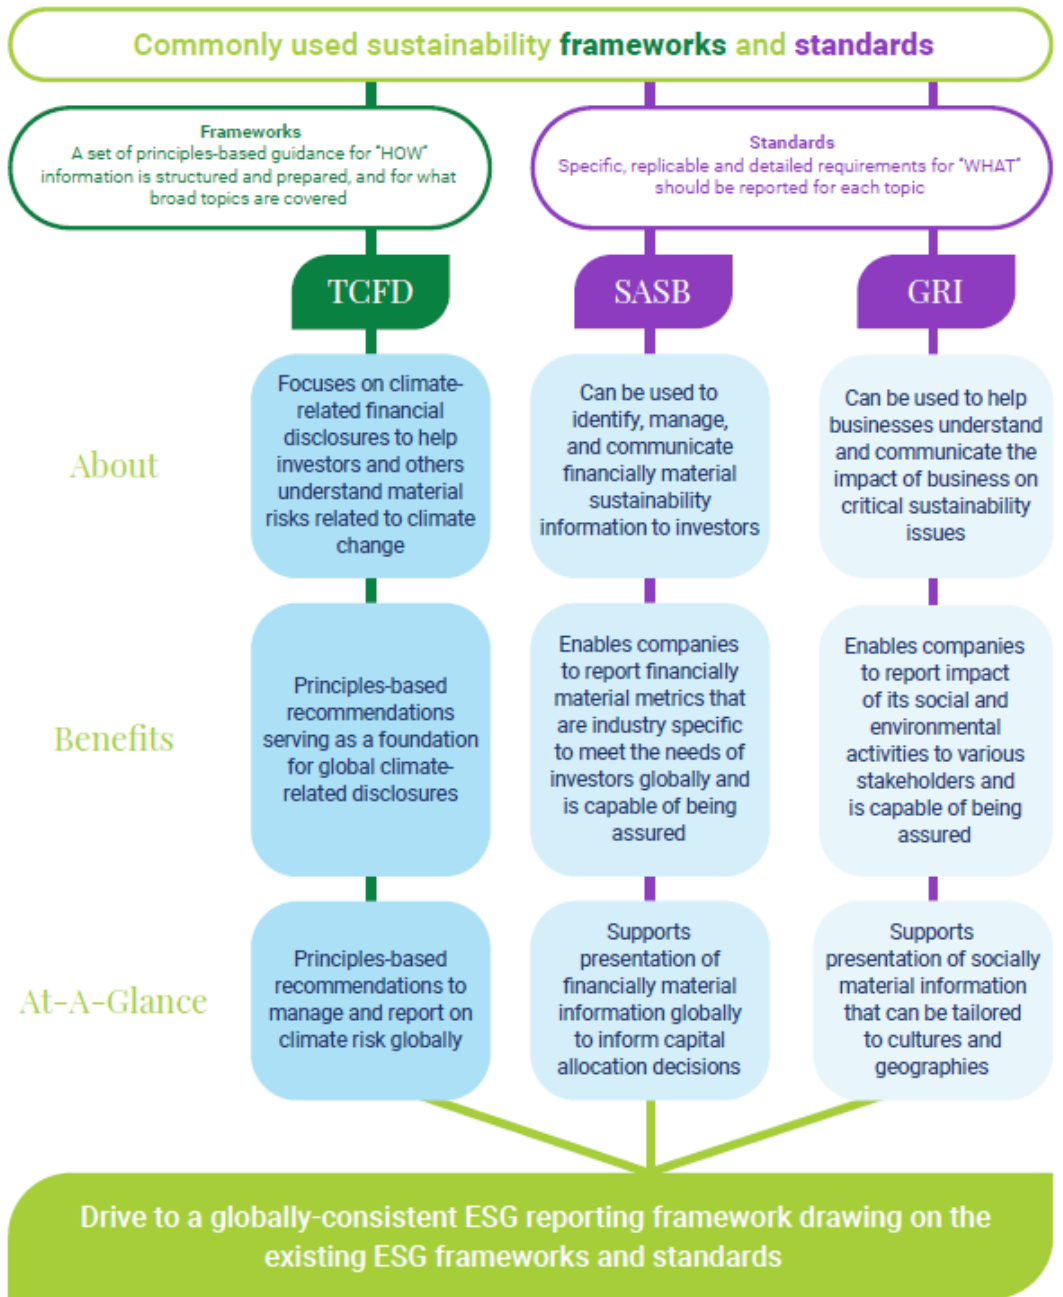 Commonly used sustainability frameworks and standards
Frameworks
A set of principles-based guidance for "HOW"
information is structured and prepared, and for what
broad topics are covered
Standards
Specific, replicable and detailed requirements for "WHAT"
should be reported for each topic
TCFD
SASB
GRI
About
Focuses on climate-
related financial
disclosures to help
investors and others
understand material
risks related to climate
change
Can be used to
identify, manage,
and communicate
financially material
sustainability
information to investors
Can be used to help
businesses understand
and communicate the
impact of business on
critical sustainability
issues
Benefits
Principles-based
recommendations
serving as a foundation
for global climate-
related disclosures
Enables companies
to report financially
material metrics that
are industry specific
to meet the needs of
investors globally and
is capable of being
assured
Enables companies
to report impact
of its social and
environmental
activities to various
stakeholders and
is capable of being
assured
At-A-Glance
Principles-based
recommendations to
manage and report on
climate risk globally
Supports
presentation of
financially material
information globally
to inform capital
allocation decisions
Supports
presentation of socially
material information
that can be tailored
to cultures and
geographies
Drive to a globally-consistent ESG reporting framework drawing on the
existing ESG frameworks and standards